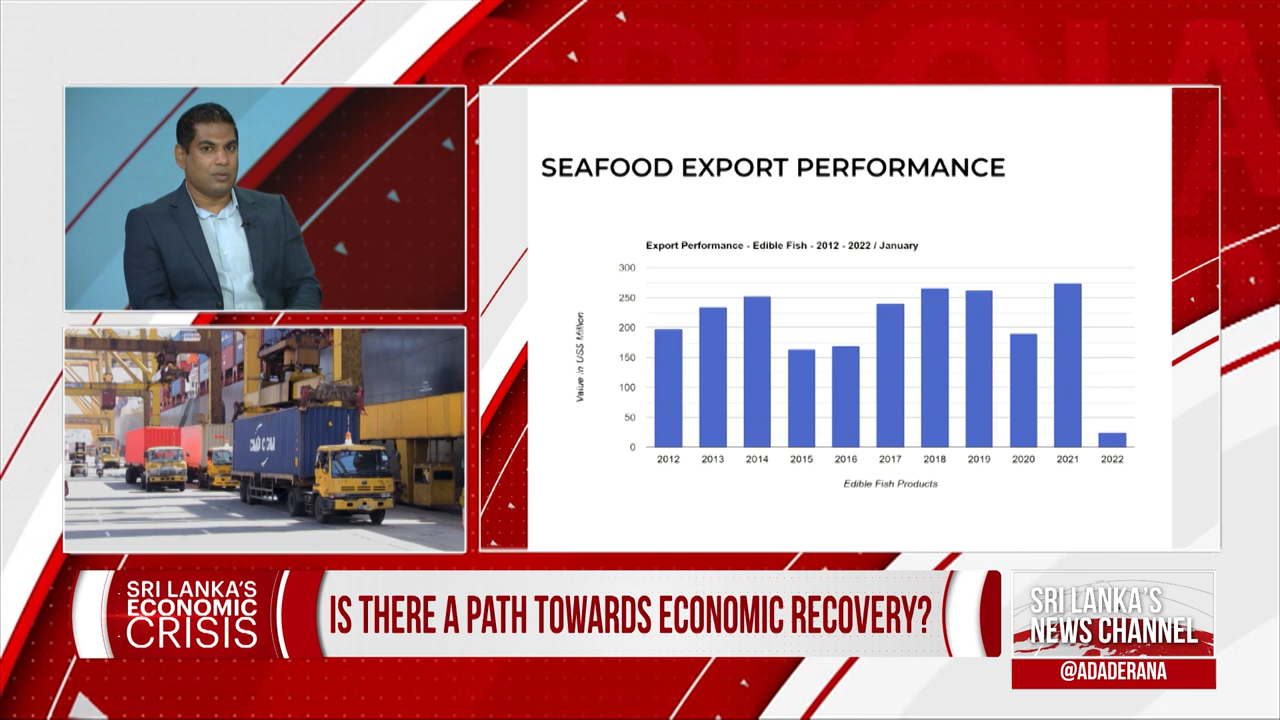 SEAFOOD EXPORT PERFORMANCE
Export Performance - Edible Fish - 2012 - 2022 / January
Value in US$ Million
300
250
200
150
100
50
0
2012 2013 2014 2015 2016 2017 2018 2019 2020 2021 2022
Edible Fish Products
CMA CGM
SRI LANKA'S
ECONOMIC
CRISIS
IS THERE A PATH TOWARDS ECONOMIC RECOVERY?
SRI LANKA'S
NEWS CHANNEL
@ADADERANA